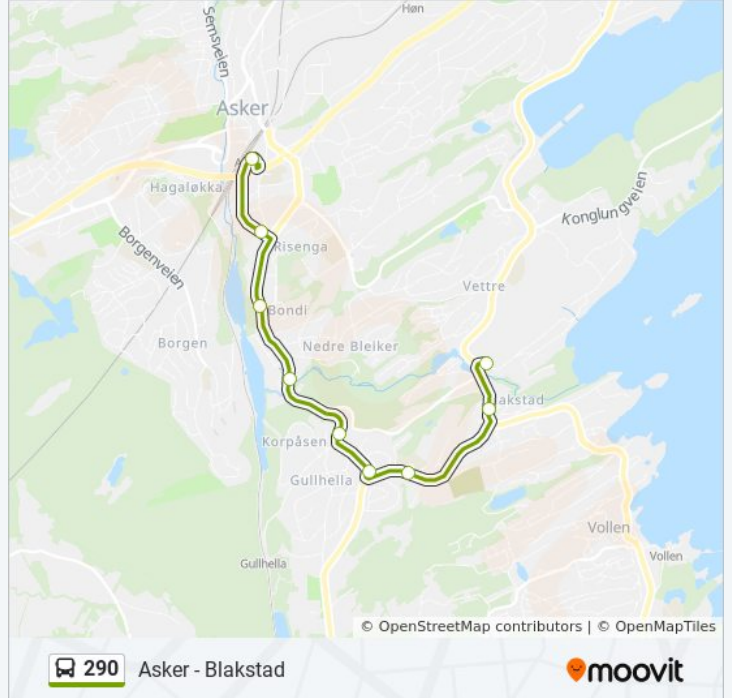 Høn
Semsveien
Asker
Hagaløkka
Konglungveien
Risenga
Borgenveien
Vettre
Bondi
Borgen
Nedre Bleiker
lakstad
Korpåsen
Gullhella
Vollen
Gullhella
Vollen
© OpenStreetMap contributors | © OpenMapTiles
290 Asker - Blakstad
moovit